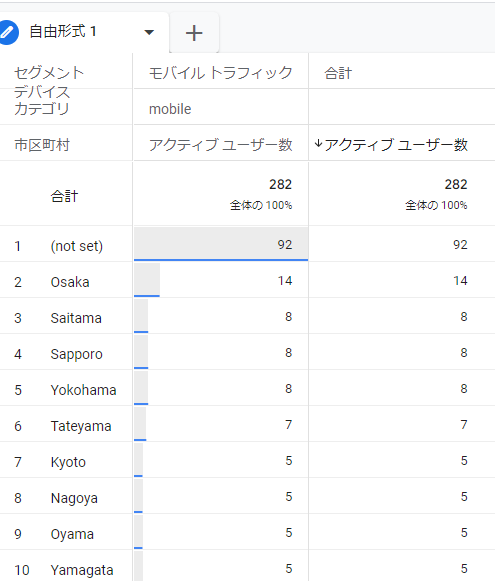 自由形式 1
セグメント モバイル トラフィック 合計
デバイス
カテゴリ mobile
市区町村 アクティブ ユーザー数 ↓アクティブ ユーザー数
合計 282 282
全体の 100% 全体の 100%
1 (not set) 92 92
2 Osaka 14 14
3 Saitama 8 8
4 Sapporo 8 8
5 Yokohama 8 8
6 Tateyama 7 7
7 Kyoto 5 5
8 Nagoya 5 5
9 Oyama 5 5
10 Yamagata 5 5